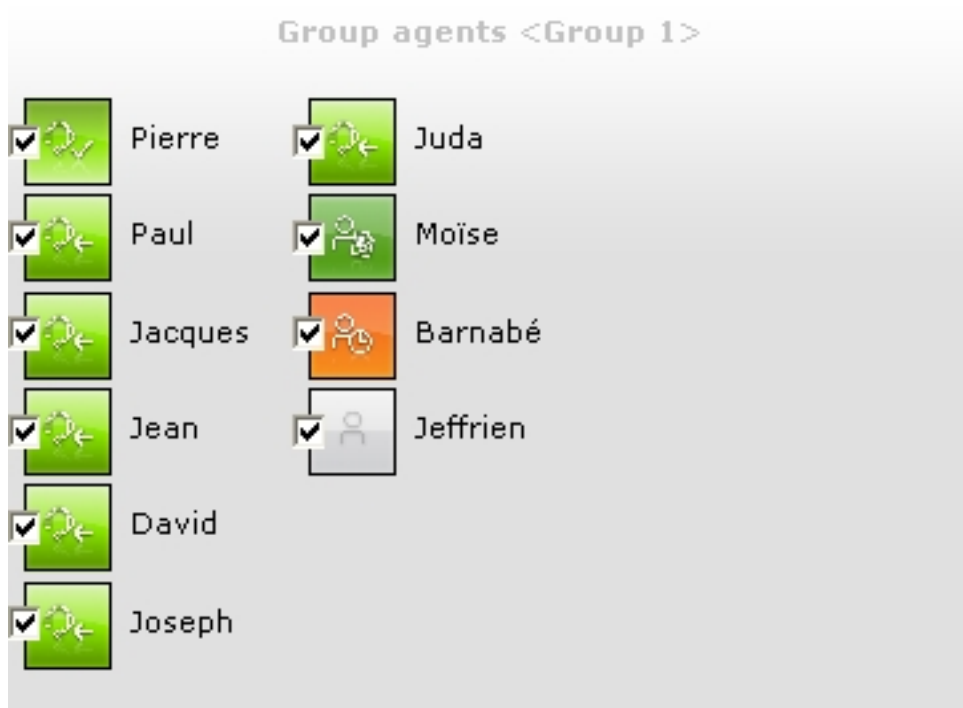 Group agents <Group 1>
Pierre
Paul
Jacques
Jean
David
Joseph
Juda
Moïse
Barnabé
Jeffrien